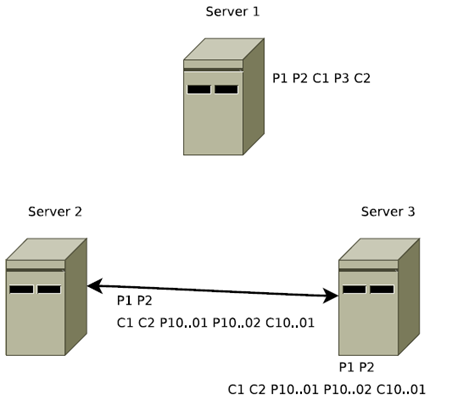 Server 1
P1 P2 C1 P3 C2
Server 2
Server 3
P1 P2
C1 C2 P10..01 P10..02 C10..01
P1 P2
C1 C2 P10..01 P10..02 C10..01